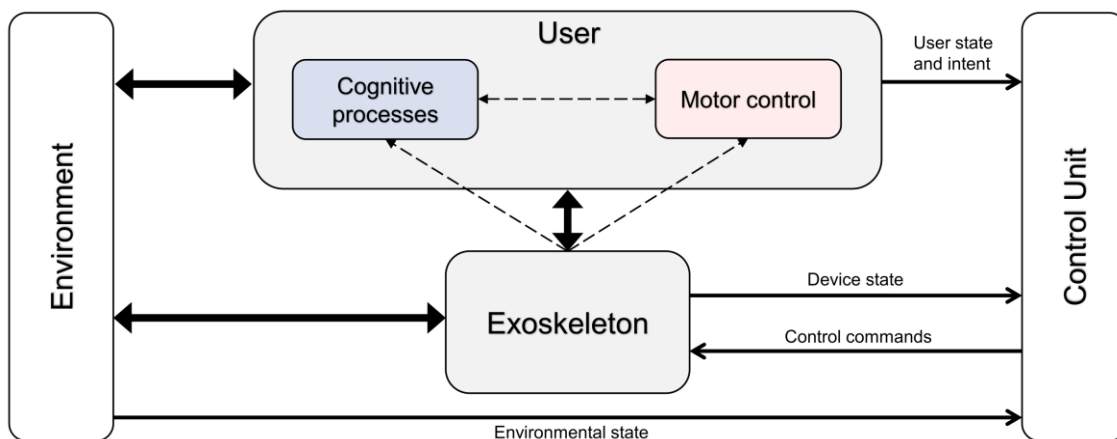 User
Cognitive
processes
Motor control
User state
and intent
Environment
Control Unit
Exoskeleton
Device state
Control commands
Environmental state